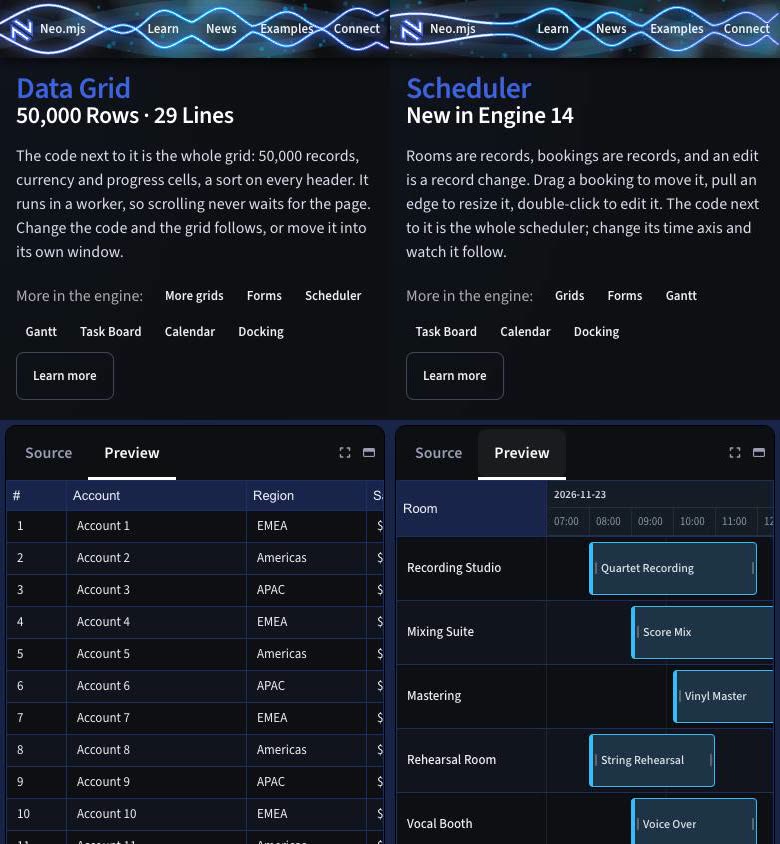 Neo.mjs Learn News Examples Connect
Data Grid
50,000 Rows · 29 Lines
The code next to it is the whole grid: 50,000 records,
currency and progress cells, a sort on every header. It
runs in a worker, so scrolling never waits for the page.
Change the code and the grid follows, or move it into
its own window.
More in the engine: More grids Forms Scheduler
Gantt Task Board Calendar Docking
Learn more
Source Preview
# Account Region
1 Account 1 EMEA $
2 Account 2 Americas $
3 Account 3 APAC $
4 Account 4 EMEA $
5 Account 5 Americas $
6 Account 6 APAC $
7 Account 7 EMEA $
8 Account 8 Americas $
9 Account 9 APAC $
10 Account 10 EMEA $
Neo.mjs Learn News Examples Connect
Scheduler
New in Engine 14
Rooms are records, bookings are records, and an edit
is a record change. Drag a booking to move it, pull an
edge to resize it, double-click to edit it. The code next
to it is the whole scheduler; change its time axis and
watch it follow.
More in the engine: Grids Forms Gantt
Task Board Calendar Docking
Learn more
Source Preview
Room
2026-11-23
07:00 08:00 09:00 10:00 11:00 12
Recording Studio Quartet Recording
Mixing Suite Score Mix
Mastering Vinyl Master
Rehearsal Room String Rehearsal
Vocal Booth Voice Over